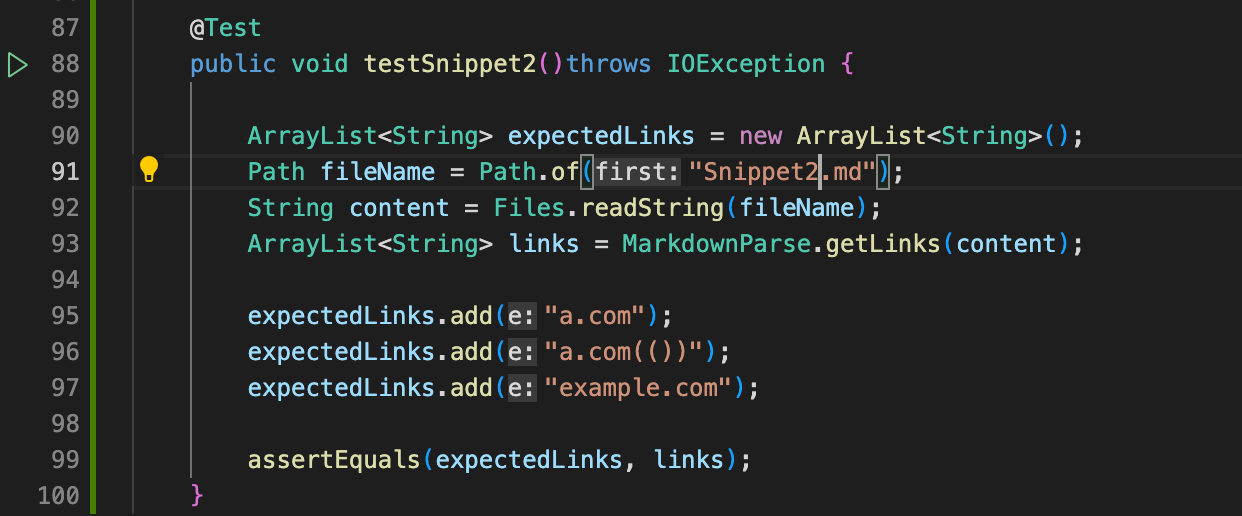 87 @Test
88 public void testSnippet2()throws IOException {
89
90 ArrayList<String> expectedLinks = new ArrayList<String>();
91 Path fileName = Path.of(first: "Snippet2.md");
92 String content = Files.readString(fileName);
93 ArrayList<String> links = MarkdownParse.getLinks(content);
94
95 expectedLinks.add(e: "a.com");
96 expectedLinks.add(e: "a.com(())");
97 expectedLinks.add(e: "example.com");
98
99 assertEquals(expectedLinks, links);
100 }